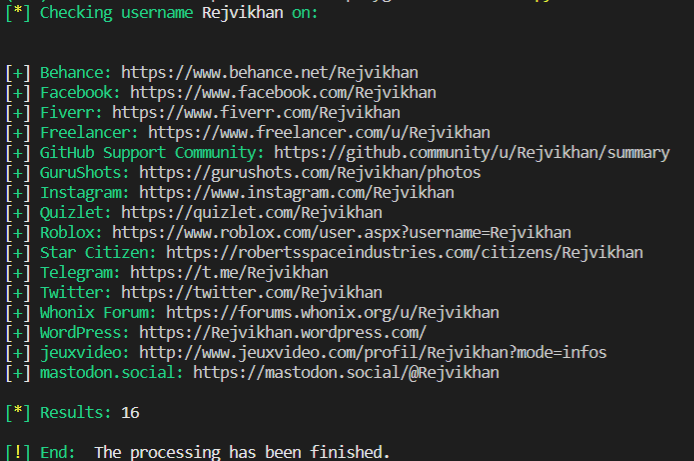 [*] Checking username Rejvikhan on:
[+] Behance: https://www.behance.net/Rejvikhan
[+] Facebook: https://www.facebook.com/Rejvikhan
[+] Fiverr: https://www.fiverr.com/Rejvikhan
[+] Freelancer: https://www.freelancer.com/u/Rejvikhan
[+] GitHub Support Community: https://github.community/u/Rejvikhan/summary
[+] GuruShots: https://gurushots.com/Rejvikhan/photos
[+] Instagram: https://www.instagram.com/Rejvikhan
[+] Quizlet: https://quizlet.com/Rejvikhan
[+] Roblox: https://www.roblox.com/user.aspx?username=Rejvikhan
[+] Star Citizen: https://robertsspaceindustries.com/citizens/Rejvikhan
[+] Telegram: https://t.me/Rejvikhan
[+] Twitter: https://twitter.com/Rejvikhan
[+] Whonix Forum: https://forums.whonix.org/u/Rejvikhan
[+] WordPress: https://Rejvikhan.wordpress.com/
[+] jeuxvideo: http://www.jeuxvideo.com/profil/Rejvikhan?mode=infos
[+] mastodon.social: https://mastodon.social/@Rejvikhan
[*] Results: 16
[!] End:  The processing has been finished.